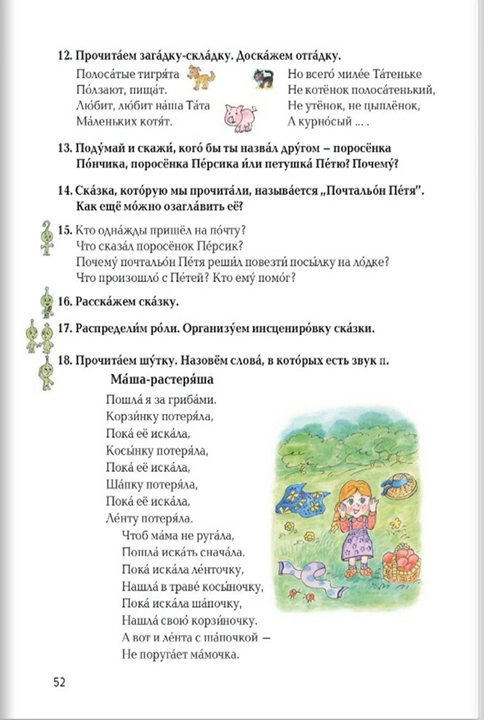 12. Прочита́ем зага́дку-скла́дку. Доска́жем отга́дку.
Полоса́тые тигря́та
По́лзают, пища́т.
Лю́бит, лю́бит на́ша Та́та
Ма́леньких котя́т.
Но всего́ миле́е Та́теньке
Не котёнок полоса́тенький,
Не утёнок, не цыплёнок,
А курно́сый ... .
13. Поду́май и скажи́, кого́ бы ты назва́л дру́гом – поросёнка
По́нчика, поросёнка Пе́рсика и́ли петушка́ Пе́тю? Почему́?
14. Ска́зка, кото́рую мы прочита́ли, называ́ется „Почтальо́н Пе́тя”.
Как ещё мо́жно озагла́вить её?
15. Кто одна́жды пришёл на по́чту?
Что сказа́л поросёнок Пе́рсик?
Почему́ почтальо́н Пе́тя реши́л повезти́ посы́лку на ло́дке?
Что произошло́ с Пе́тей? Кто ему́ помо́г?
16. Расска́жем ска́зку.
17. Распредели́м ро́ли. Организу́ем инсцениро́вку ска́зки.
18. Прочита́ем шу́тку. Назовём слова́, в кото́рых есть звук п.
Ма́ша-растеря́ша
Пошла́ я за гриба́ми.
Корзи́нку потеря́ла,
Пока́ её иска́ла,
Косы́нку потеря́ла,
Пока́ её иска́ла,
Ша́пку потеря́ла,
Пока́ её иска́ла,
Ле́нту потеря́ла.
Чтоб ма́ма не руга́ла,
Пошла́ иска́ть снача́ла.
Пока́ иска́ла ле́нточку,
Нашла́ в траве́ косы́ночку,
Пока́ иска́ла ша́почку,
Нашла́ свою́ корзи́ночку.
А вот и ле́нта с ша́почкой –
Не поруга́ет ма́мочка.
52